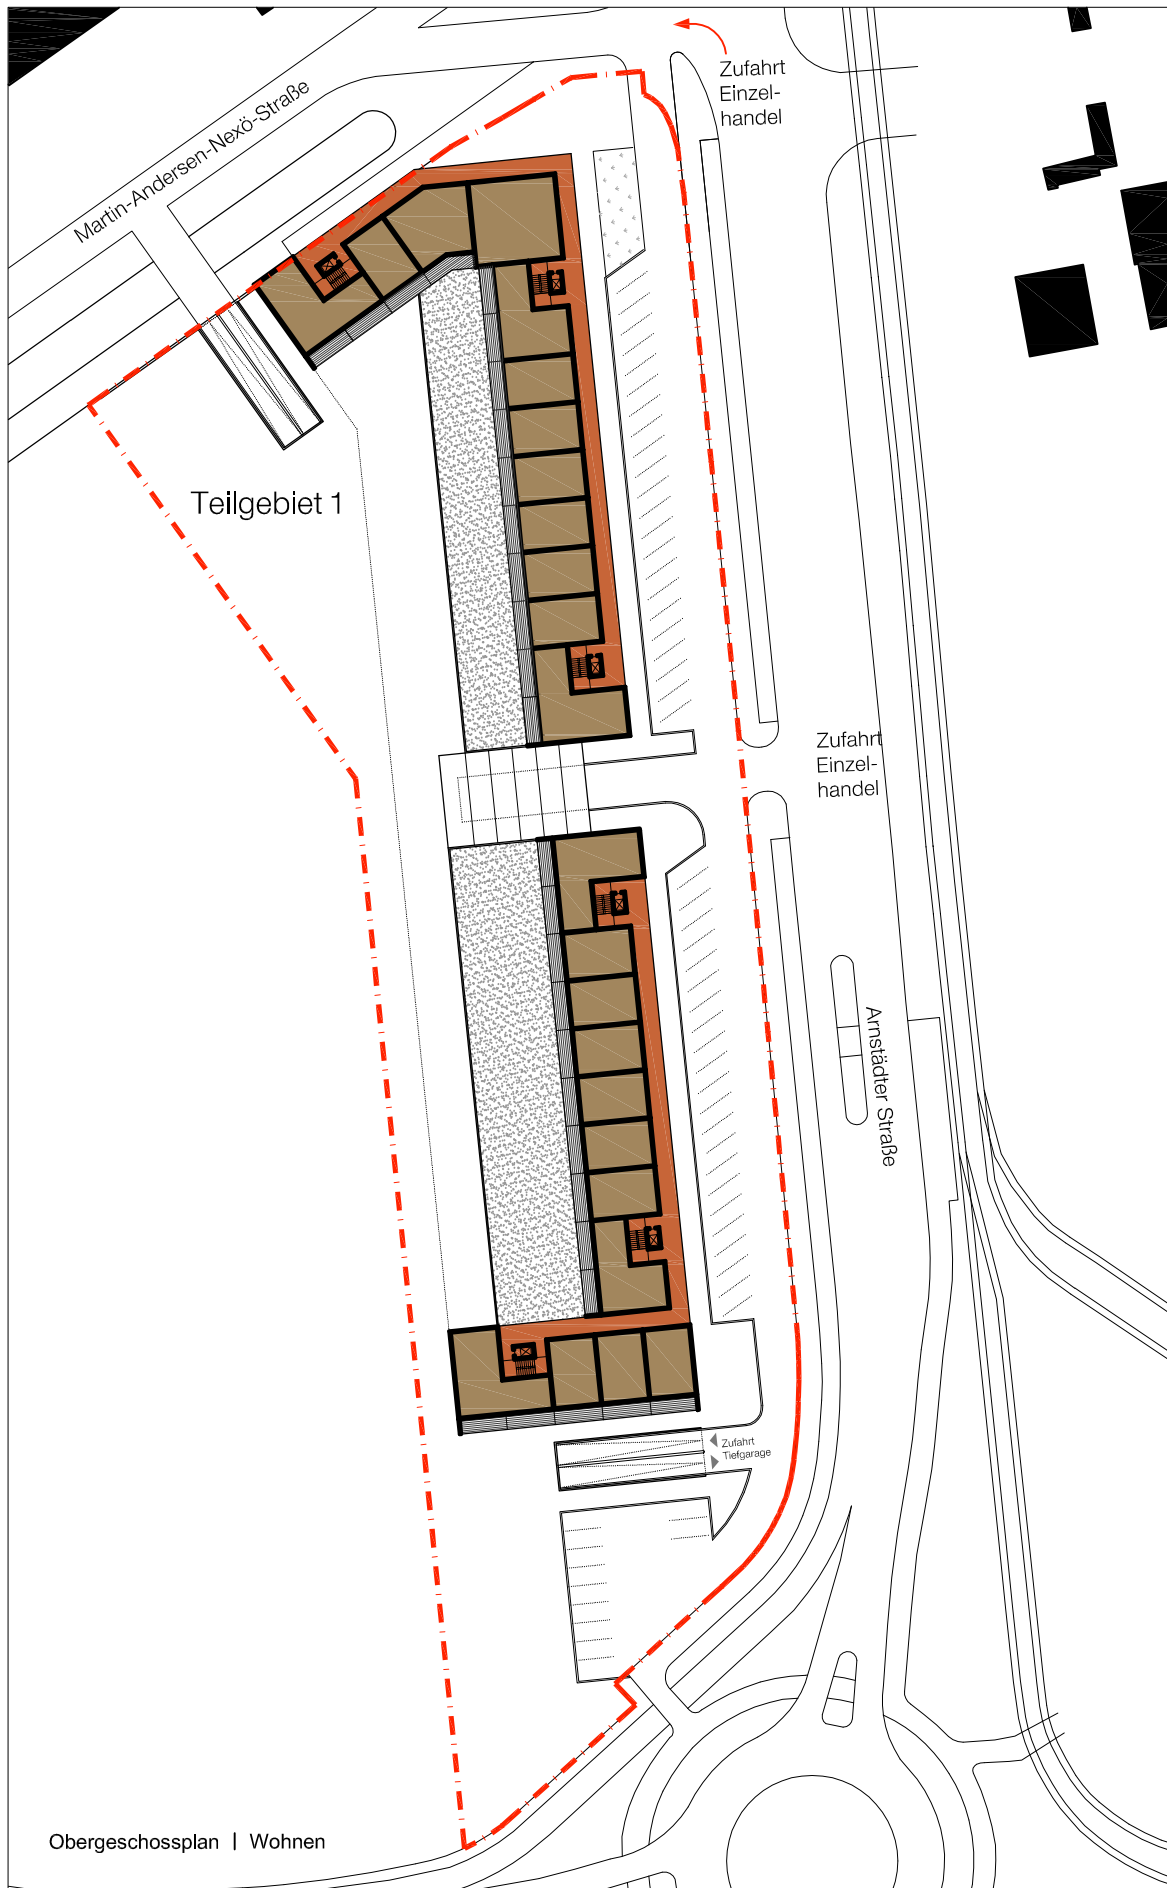 Zufahrt
Einzel-
handel
Martin-Andersen-Nexö-Straße
Teilgebiet 1
Zufahrt
Einzel-
handel
Arnstädter Straße
Zufahrt
Tiefgarage
Obergeschossplan | Wohnen